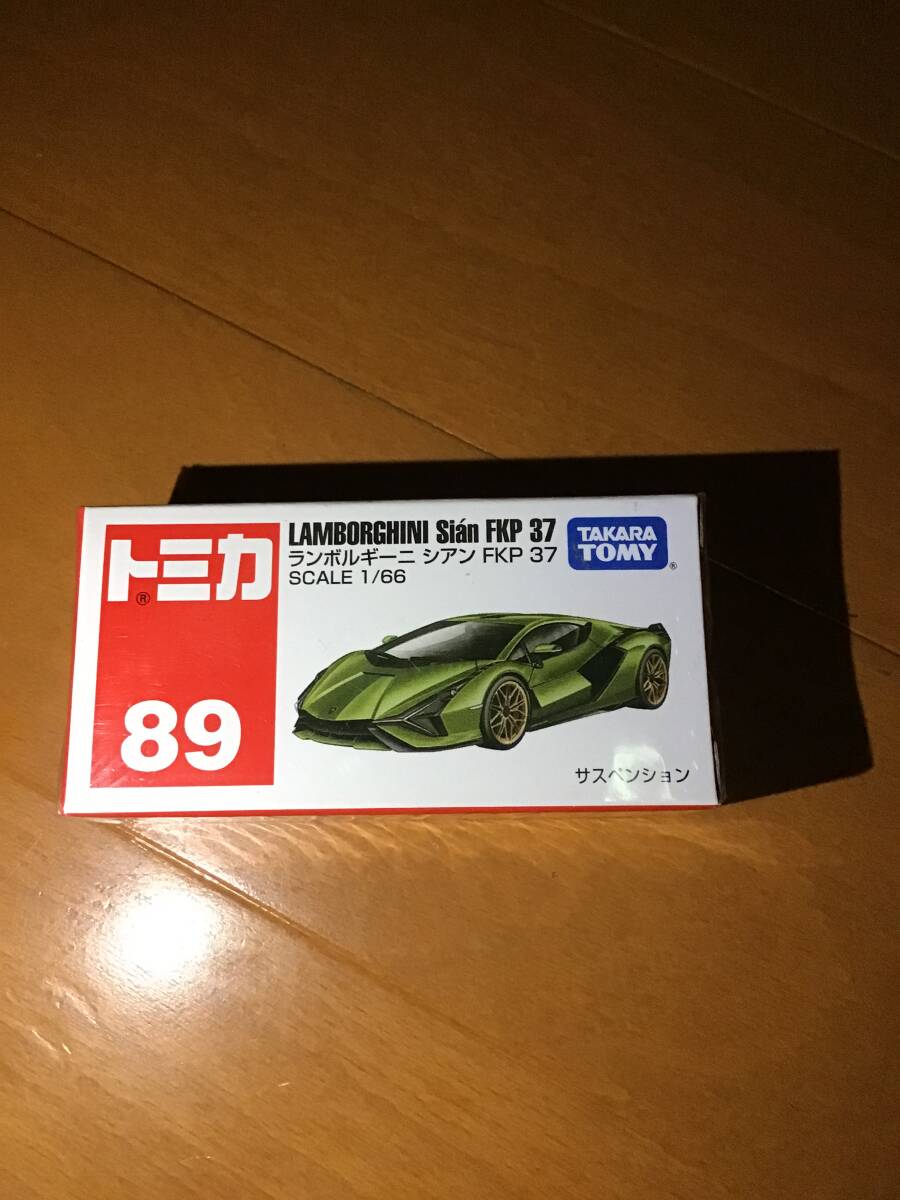 トミカ®
89
LAMBORGHINI Sián FKP 37
ランボルギーニ シアン FKP 37
SCALE 1/66
TAKARA
TOMY®
サスペンション